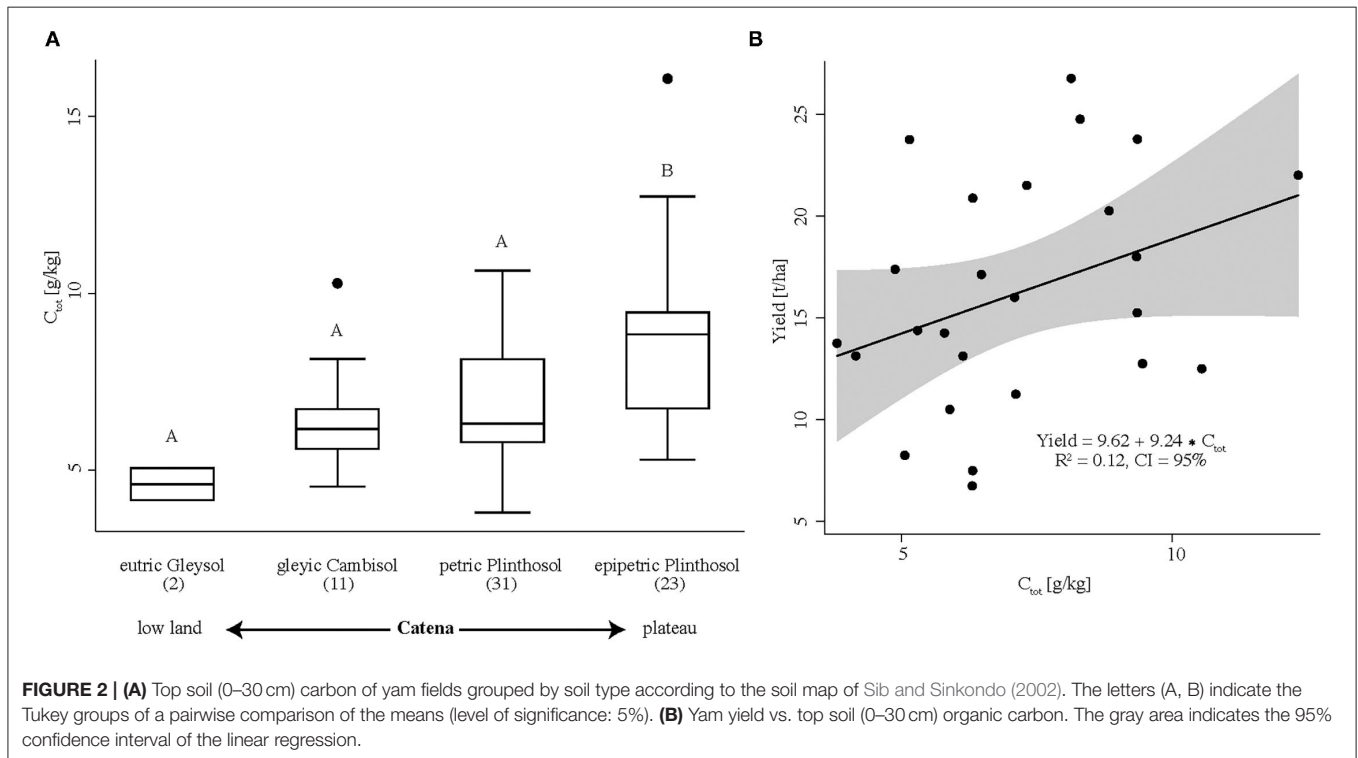 A
C_tot [g/kg]
15
10
5
A
A
A
B
eutric Gleysol
(2)
gleyic Cambisol
(11)
petric Plinthosol
(31)
epipetric Plinthosol
(23)
low land
Catena
plateau
B
Yield [t/ha]
25
20
15
10
5
Yield = 9.62 + 9.24 * C_tot
R² = 0.12, CI = 95%
5
10
C_tot [g/kg]
FIGURE 2 | (A) Top soil (0–30 cm) carbon of yam fields grouped by soil type according to the soil map of Sib and Sinkondo (2002). The letters (A, B) indicate the
Tukey groups of a pairwise comparison of the means (level of significance: 5%). (B) Yam yield vs. top soil (0–30 cm) organic carbon. The gray area indicates the 95%
confidence interval of the linear regression.